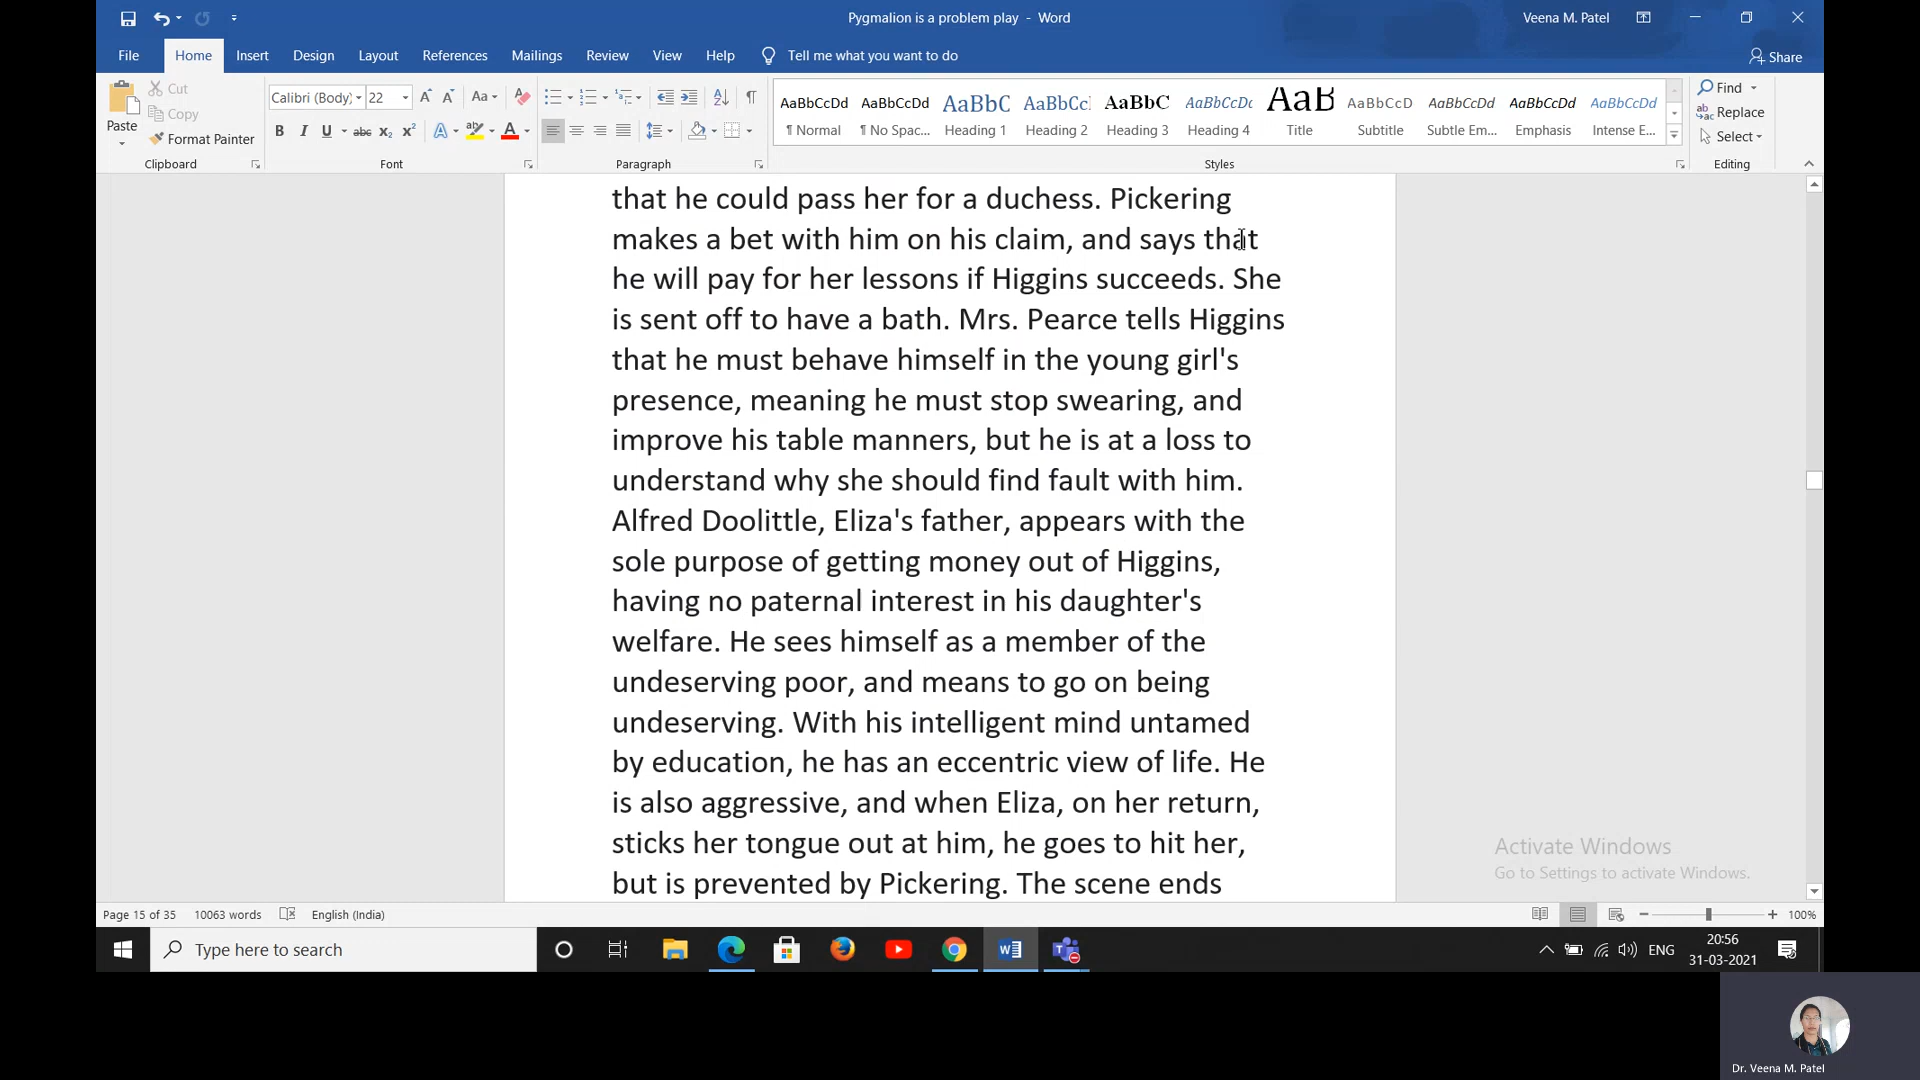 Pygmalion is a problem play - Word
Veena M. Patel
File Home Insert Design Layout References Mailings Review View Help Tell me what you want to do
Share
Paste
Cut
Copy
Format Painter
Clipboard
Calibri (Body) 22
Font
Paragraph
AaBbCcDd AaBbCcDd AaBbC AaBbCc AaBbC AaBbCcDc AaB AaBbCcD AaBbCcDd AaBbCcDd AaBbCcDd
¶ Normal ¶ No Spac... Heading 1 Heading 2 Heading 3 Heading 4 Title Subtitle Subtle Em... Emphasis Intense E...
Styles
Find
Replace
Select
Editing
that he could pass her for a duchess. Pickering
makes a bet with him on his claim, and says that
he will pay for her lessons if Higgins succeeds. She
is sent off to have a bath. Mrs. Pearce tells Higgins
that he must behave himself in the young girl's
presence, meaning he must stop swearing, and
improve his table manners, but he is at a loss to
understand why she should find fault with him.
Alfred Doolittle, Eliza's father, appears with the
sole purpose of getting money out of Higgins,
having no paternal interest in his daughter's
welfare. He sees himself as a member of the
undeserving poor, and means to go on being
undeserving. With his intelligent mind untamed
by education, he has an eccentric view of life. He
is also aggressive, and when Eliza, on her return,
sticks her tongue out at him, he goes to hit her,
but is prevented by Pickering. The scene ends
Activate Windows
Go to Settings to activate Windows.
Page 15 of 35 10063 words English (India)
100%
Type here to search
ENG
20:56
31-03-2021
Dr. Veena M. Patel